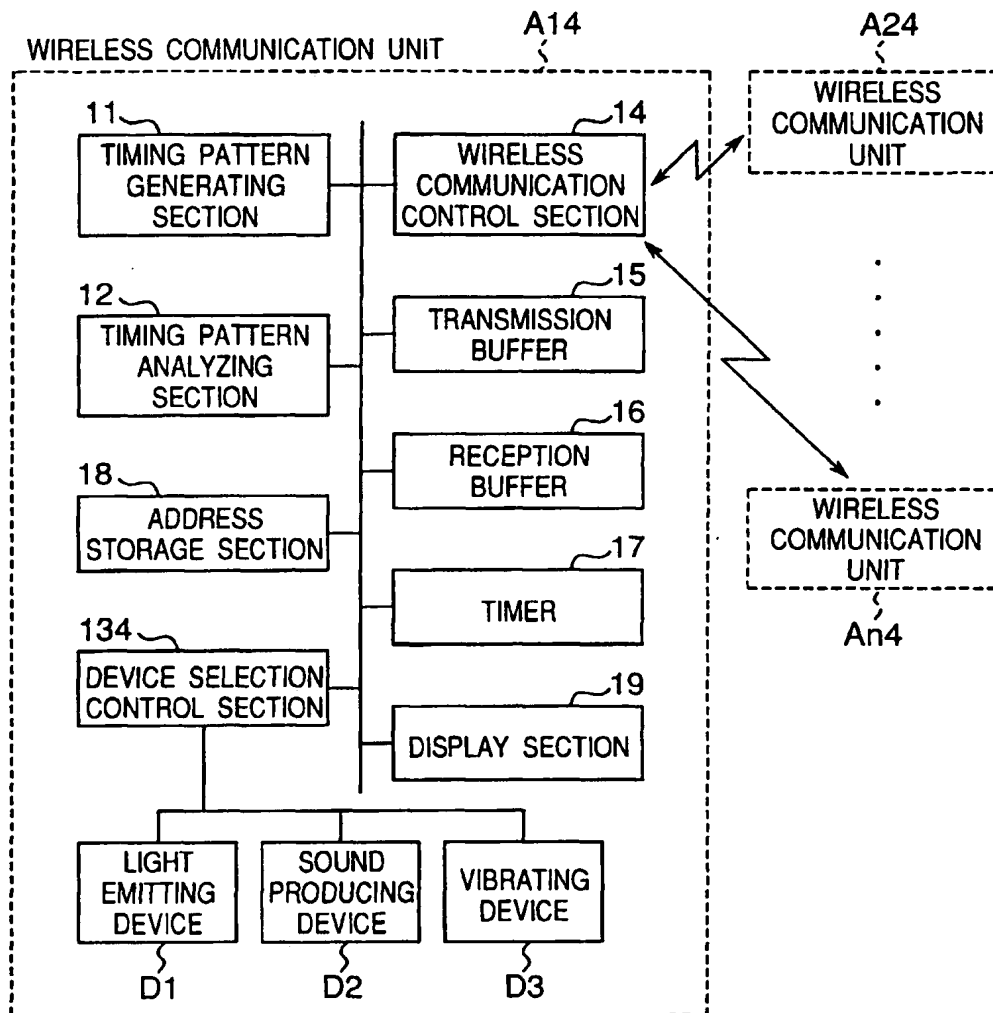 A14
A24
WIRELESS COMMUNICATION UNIT
WIRELESS
COMMUNICATION
UNIT
11
TIMING PATTERN
GENERATING
SECTION
14
WIRELESS
COMMUNICATION
CONTROL SECTION
12
TIMING PATTERN
ANALYZING
SECTION
15
TRANSMISSION
BUFFER
16
RECEPTION
BUFFER
18
ADDRESS
STORAGE SECTION
WIRELESS
COMMUNICATION
UNIT
An4
17
TIMER
134
DEVICE SELECTION
CONTROL SECTION
19
DISPLAY SECTION
LIGHT
EMITTING
DEVICE
D1
SOUND
PRODUCING
DEVICE
D2
VIBRATING
DEVICE
D3